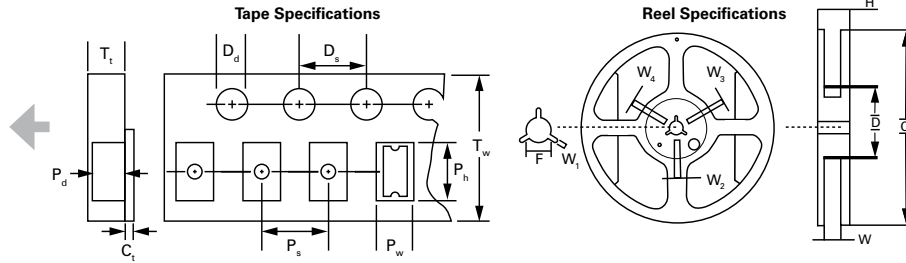 Tape Specifications
Reel Specifications
H
Tt
Dd
Ds
W4
W3
Tw
D
C
F
W1
Pd
Ph
W2
Ps
Pw
Ct
W